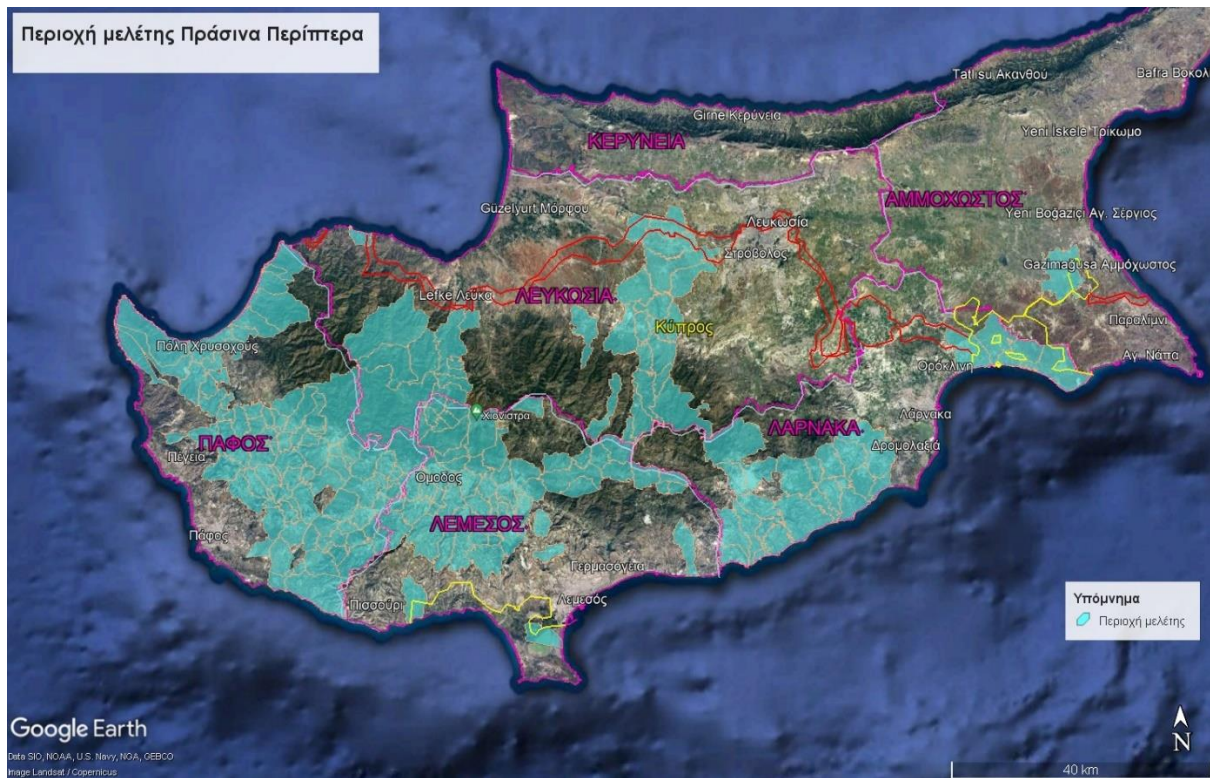 Περιοχή μελέτης Πράσινα Περίπτερα
Tatlisu Ακανθού
Bafra Βοκολ
Girne Κερύνεια
ΚΕΡΥΝΕΙΑ
Yeni Iskele Τρίκωμο
ΑΜΜΟΧΩΣΤΟΣ
Güzelyurt Μόρφου
Λευκωσία
Yeni Boğaziçi Αγ. Σέργιος
Στρόβολος
Gazimağusa Αμμόχωστος
Lefke Λεύκα
ΛΕΥΚΩΣΙΑ
Κύπρος
Παραλίμνι
Πόλη Χρυσοχούς
Αγ. Νάπα
Ορόκλινη
Χιονίστρα
Λάρνακα
ΛΑΡΝΑΚΑ
ΠΑΦΟΣ
Δρομολαξιά
Πέγεια
Όμοδος
ΛΕΜΕΣΟΣ
Πάφος
Γερμασόγεια
Πισσούρι
Λεμεσός
Υπόμνημα
Περιοχή μελέτης
Google Earth
Data SIO, NOAA, U.S. Navy, NGA, GEBCO
Image Landsat / Copernicus
N
40 km